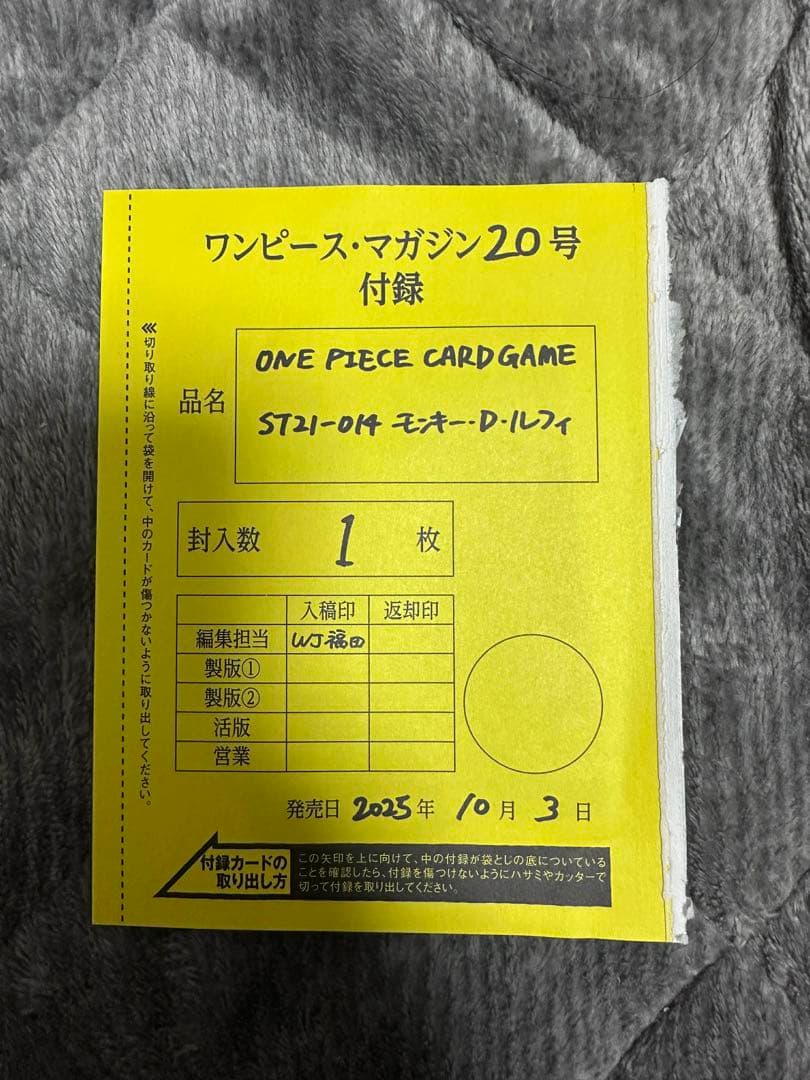 ワンピース・マガジン20号
付録
品名
ONE PIECE CARD GAME
ST21-014 モンキー・D・ルフィ
封入数 1 枚
入稿印 返却印
編集担当 WJ福田
製版①
製版②
活版
営業
発売日 2025年 10月 3日
付録カードの
取り出し方
この矢印を上に向けて、中の付録が袋とじの底についている
ことを確認したら、付録を傷つけないようにハサミやカッターで
切って付録を取り出してください。
⋘切り取り線に沿って袋を開けて、中のカードが傷つかないように取り出してください。